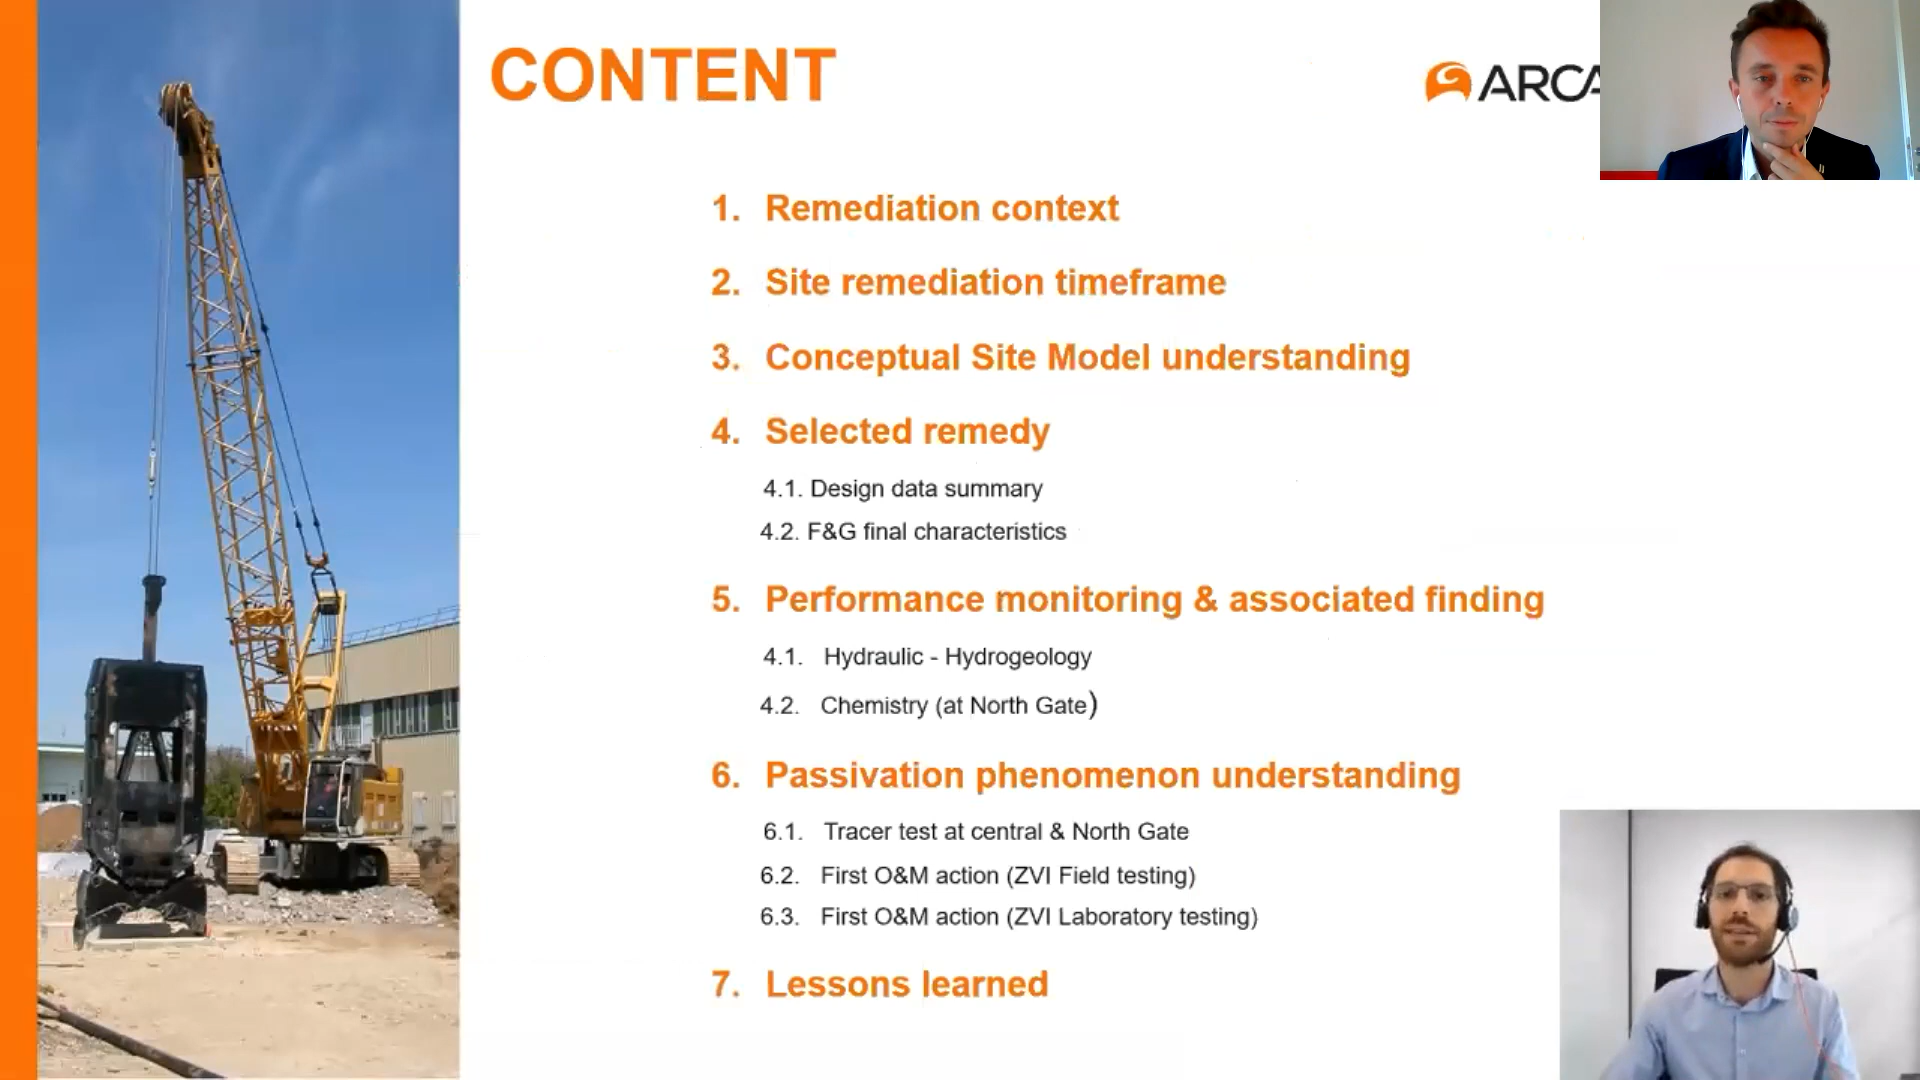 CONTENT
ARCA
1. Remediation context
2. Site remediation timeframe
3. Conceptual Site Model understanding
4. Selected remedy
4.1. Design data summary
4.2. F&G final characteristics
5. Performance monitoring & associated finding
4.1. Hydraulic - Hydrogeology
4.2. Chemistry (at North Gate)
6. Passivation phenomenon understanding
6.1. Tracer test at central & North Gate
6.2. First O&M action (ZVI Field testing)
6.3. First O&M action (ZVI Laboratory testing)
7. Lessons learned